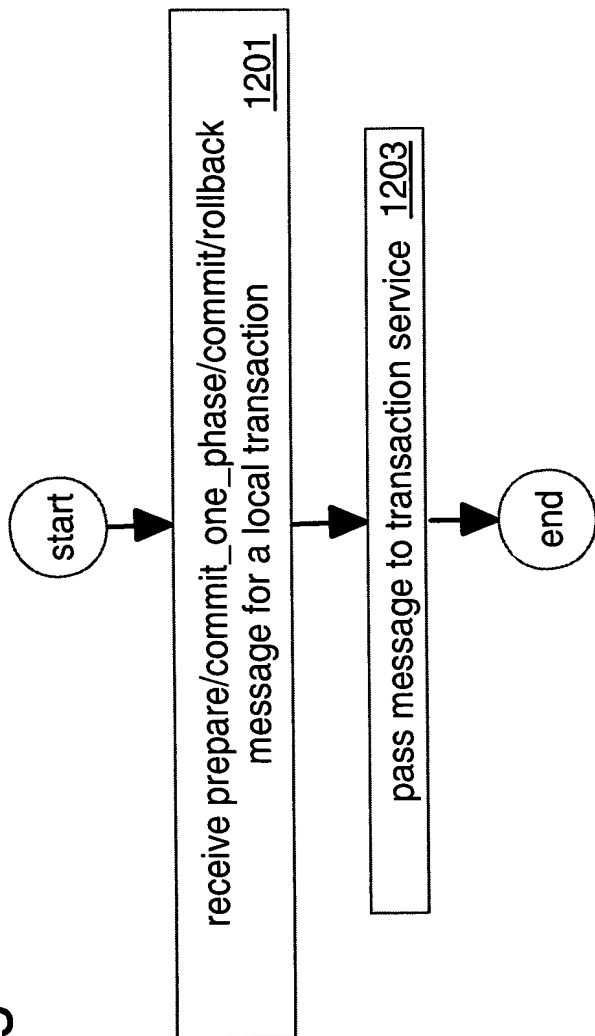 start
receive prepare/commit_one_phase/commit/rollback
message for a local transaction 1201
pass message to transaction service 1203
end